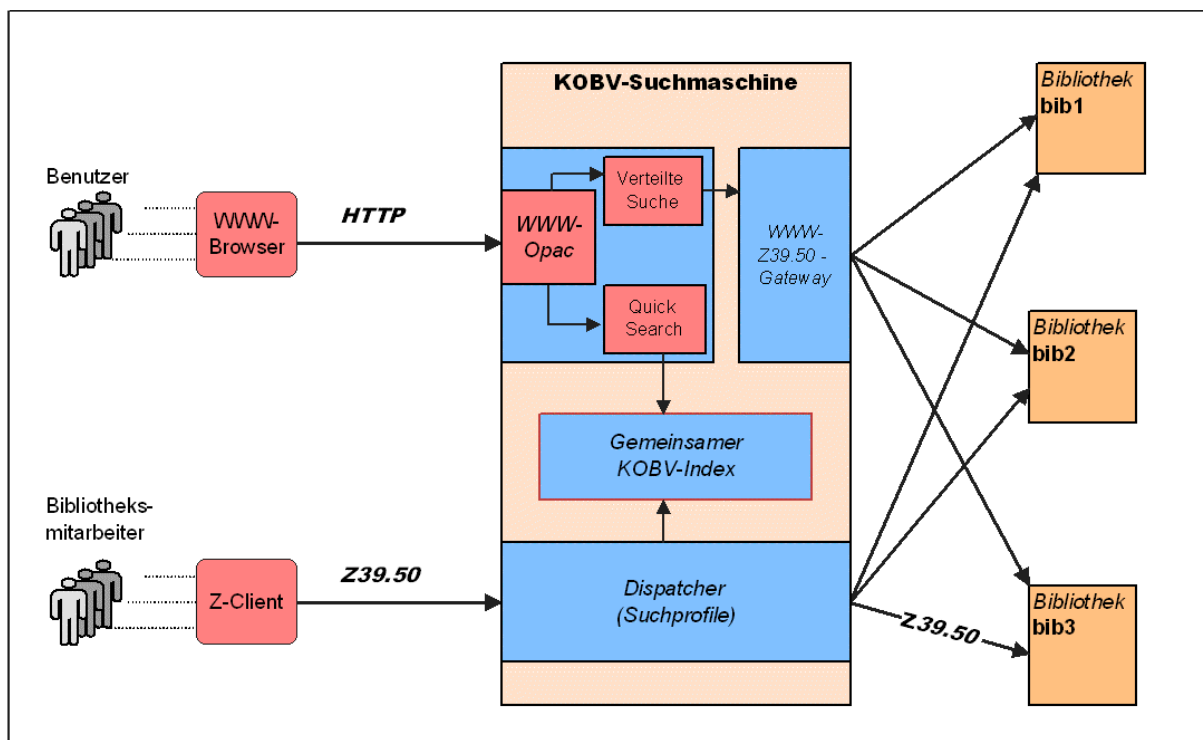 KOBV-Suchmaschine
Bibliothek
bib1
Benutzer
WWW-
Browser
HTTP
WWW-
Opac
Verteilte
Suche
Quick
Search
WWW-
Z39.50 -
Gateway
Bibliothek
bib2
Gemeinsamer
KOBV-Index
Bibliotheks-
mitarbeiter
Z-Client
Z39.50
Dispatcher
(Suchprofile)
Z39.50
Bibliothek
bib3